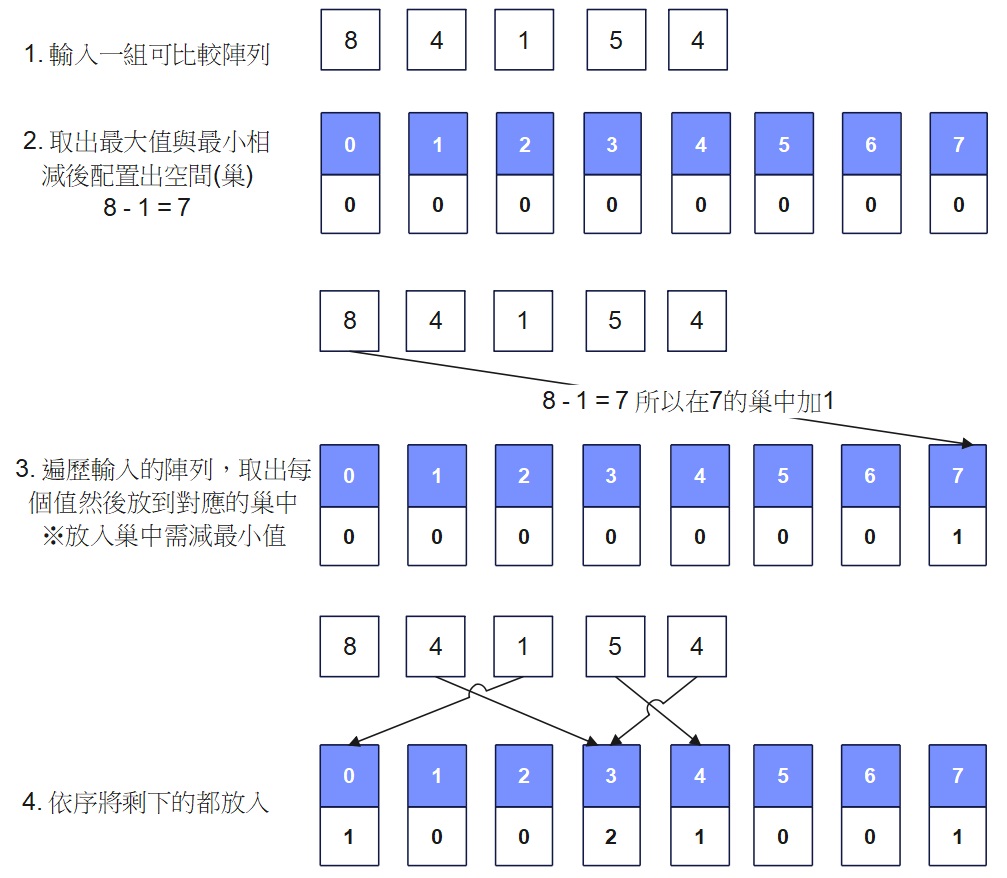 1. 輸入一組可比較陣列
8 4 1 5 4
2. 取出最大值與最小相
減後配置出空間(巢)
8 - 1 = 7
0 1 2 3 4 5 6 7
0 0 0 0 0 0 0 0
8 4 1 5 4
8 - 1 = 7 所以在7的巢中加1
3. 遍歷輸入的陣列，取出每
個值然後放到對應的巢中
※放入巢中需減最小值
0 1 2 3 4 5 6 7
0 0 0 0 0 0 0 1
8 4 1 5 4
4. 依序將剩下的都放入
0 1 2 3 4 5 6 7
1 0 0 2 1 0 0 1